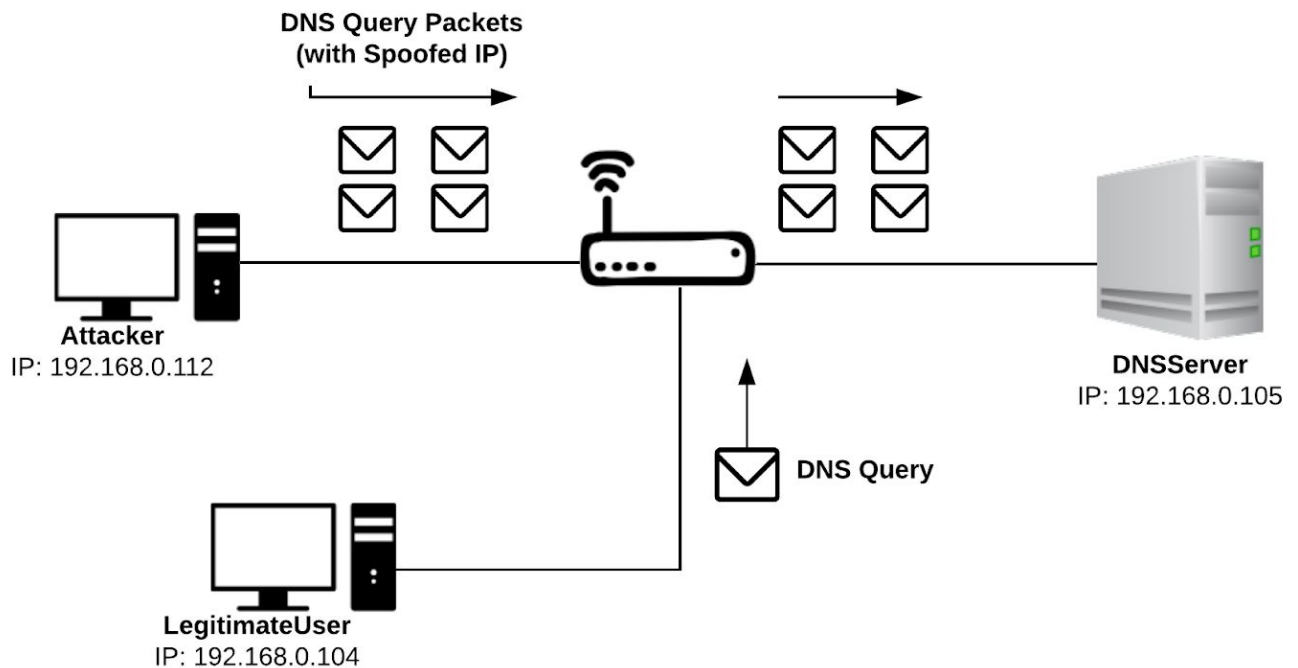 DNS Query Packets
(with Spoofed IP)
Attacker
IP: 192.168.0.112
DNSServer
IP: 192.168.0.105
DNS Query
LegitimateUser
IP: 192.168.0.104